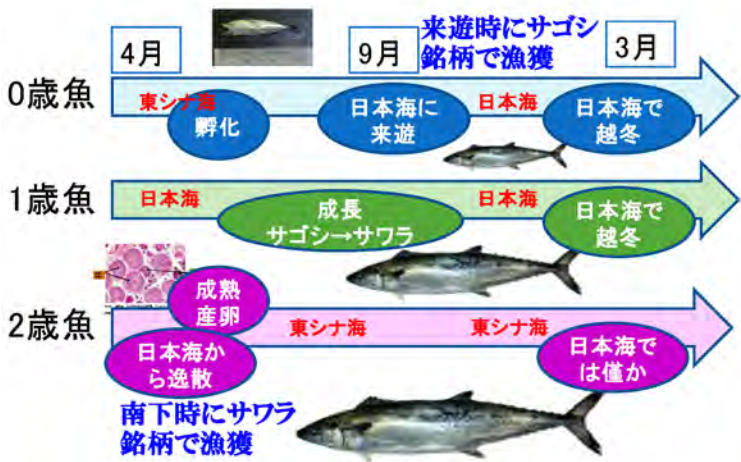 4月
9月
来遊時にサゴシ
銘柄で漁獲
3月
0歳魚
東シナ海
孵化
日本海に
来遊
日本海
日本海で
越冬
1歳魚
日本海
成長
サゴシ→サワラ
日本海
日本海で
越冬
2歳魚
成熟
産卵
日本海か
ら逸散
東シナ海
東シナ海
日本海で
は僅か
南下時にサワラ
銘柄で漁獲